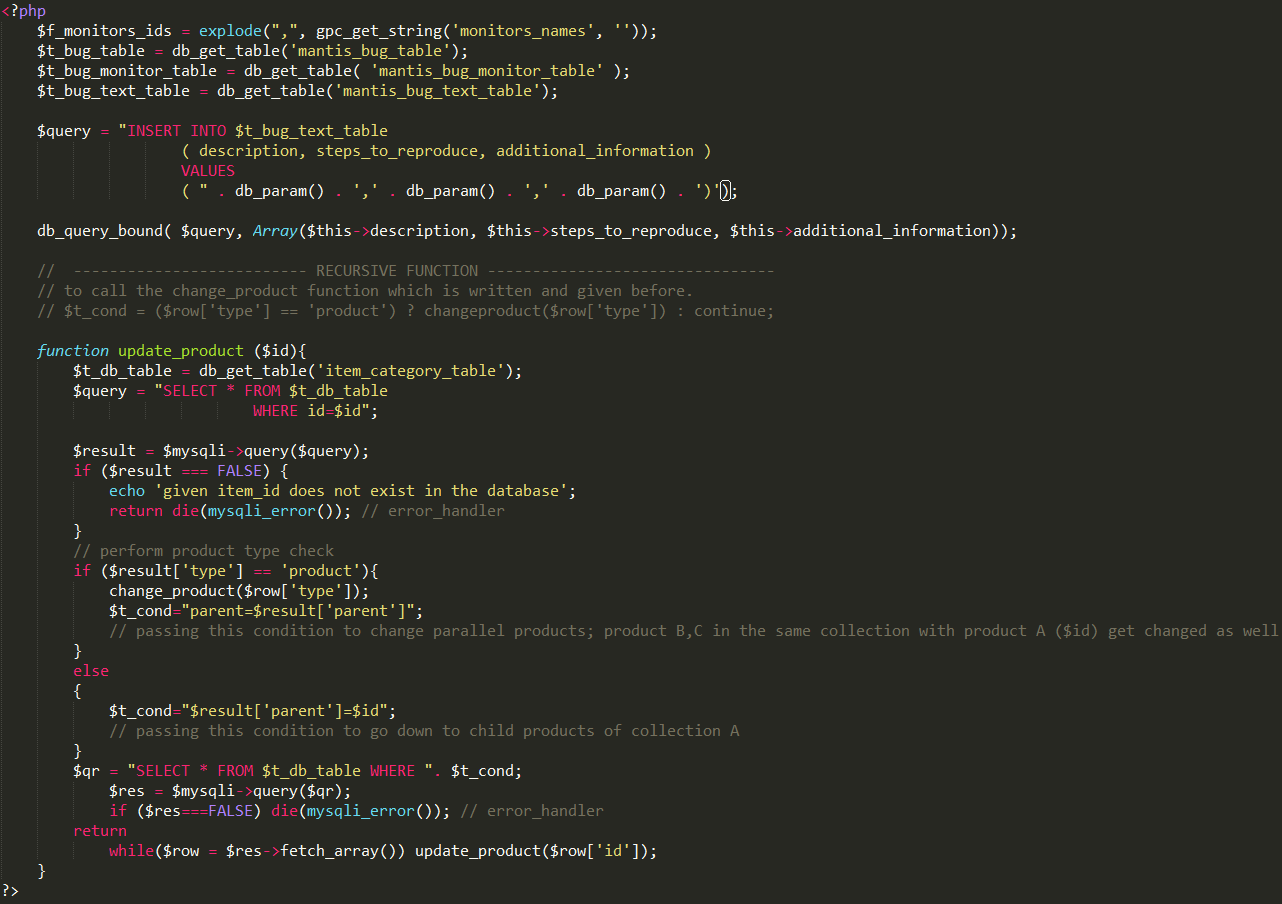 <?php
$f_monitors_ids = explode(",", gpc_get_string('monitors_names', ''));
$t_bug_table = db_get_table('mantis_bug_table');
$t_bug_monitor_table = db_get_table( 'mantis_bug_monitor_table' );
$t_bug_text_table = db_get_table('mantis_bug_text_table');
$query = "INSERT INTO $t_bug_text_table
( description, steps_to_reproduce, additional_information )
VALUES
( " . db_param() . ',' . db_param() . ',' . db_param() . ')');
db_query_bound( $query, Array($this->description, $this->steps_to_reproduce, $this->additional_information));
// -------------------------- RECURSIVE FUNCTION --------------------------------
// to call the change_product function which is written and given before.
// $t_cond = ($row['type'] == 'product') ? changeproduct($row['type']) : continue;
function update_product ($id){
$t_db_table = db_get_table('item_category_table');
$query = "SELECT * FROM $t_db_table
WHERE id=$id";
$result = $mysqli->query($query);
if ($result === FALSE) {
echo 'given item_id does not exist in the database';
return die(mysqli_error()); // error_handler
}
// perform product type check
if ($result['type'] == 'product'){
change_product($row['type']);
$t_cond="parent=$result['parent']";
// passing this condition to change parallel products; product B,C in the same collection with product A ($id) get changed as well
}
else
{
$t_cond="$result['parent']=$id";
// passing this condition to go down to child products of collection A
}
$qr = "SELECT * FROM $t_db_table WHERE ". $t_cond;
$res = $mysqli->query($qr);
if ($res===FALSE) die(mysqli_error()); // error_handler
return
while($row = $res->fetch_array()) update_product($row['id']);
}
?>